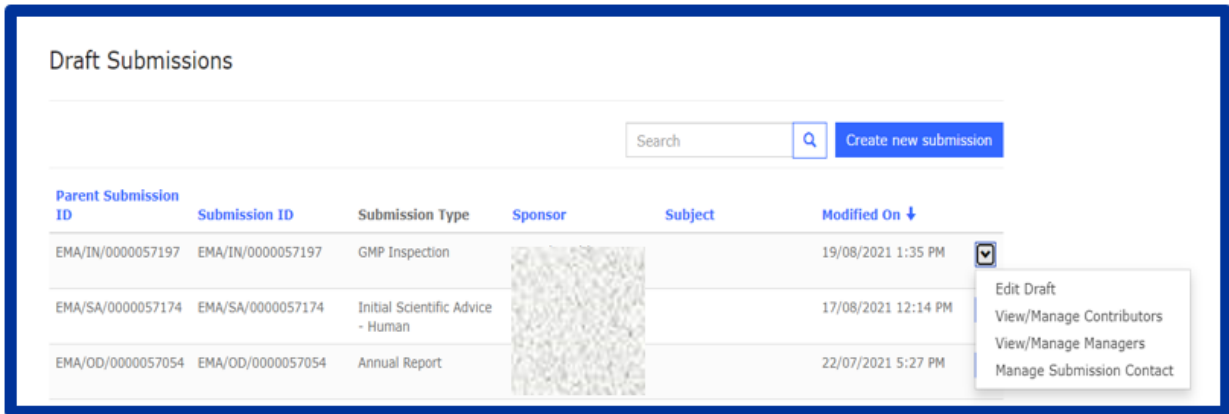 Draft Submissions
Search
Create new submission
Parent Submission
ID
Submission ID
Submission Type
Sponsor
Subject
Modified On
EMA/IN/0000057197 EMA/IN/0000057197 GMP Inspection 19/08/2021 1:35 PM
EMA/SA/0000057174 EMA/SA/0000057174 Initial Scientific Advice 17/08/2021 12:14 PM
- Human
EMA/OD/0000057054 EMA/OD/0000057054 Annual Report 22/07/2021 5:27 PM
Edit Draft
View/Manage Contributors
View/Manage Managers
Manage Submission Contact